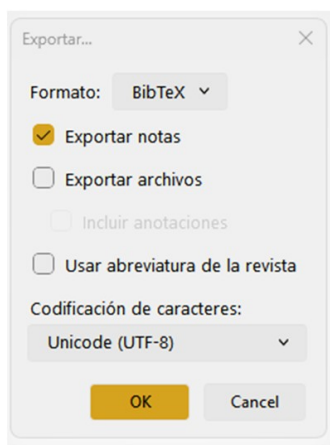 Exportar...
Formato: BibTeX
Exportar notas
Exportar archivos
Incluir anotaciones
Usar abreviatura de la revista
Codificación de caracteres:
Unicode (UTF-8)
OK Cancel